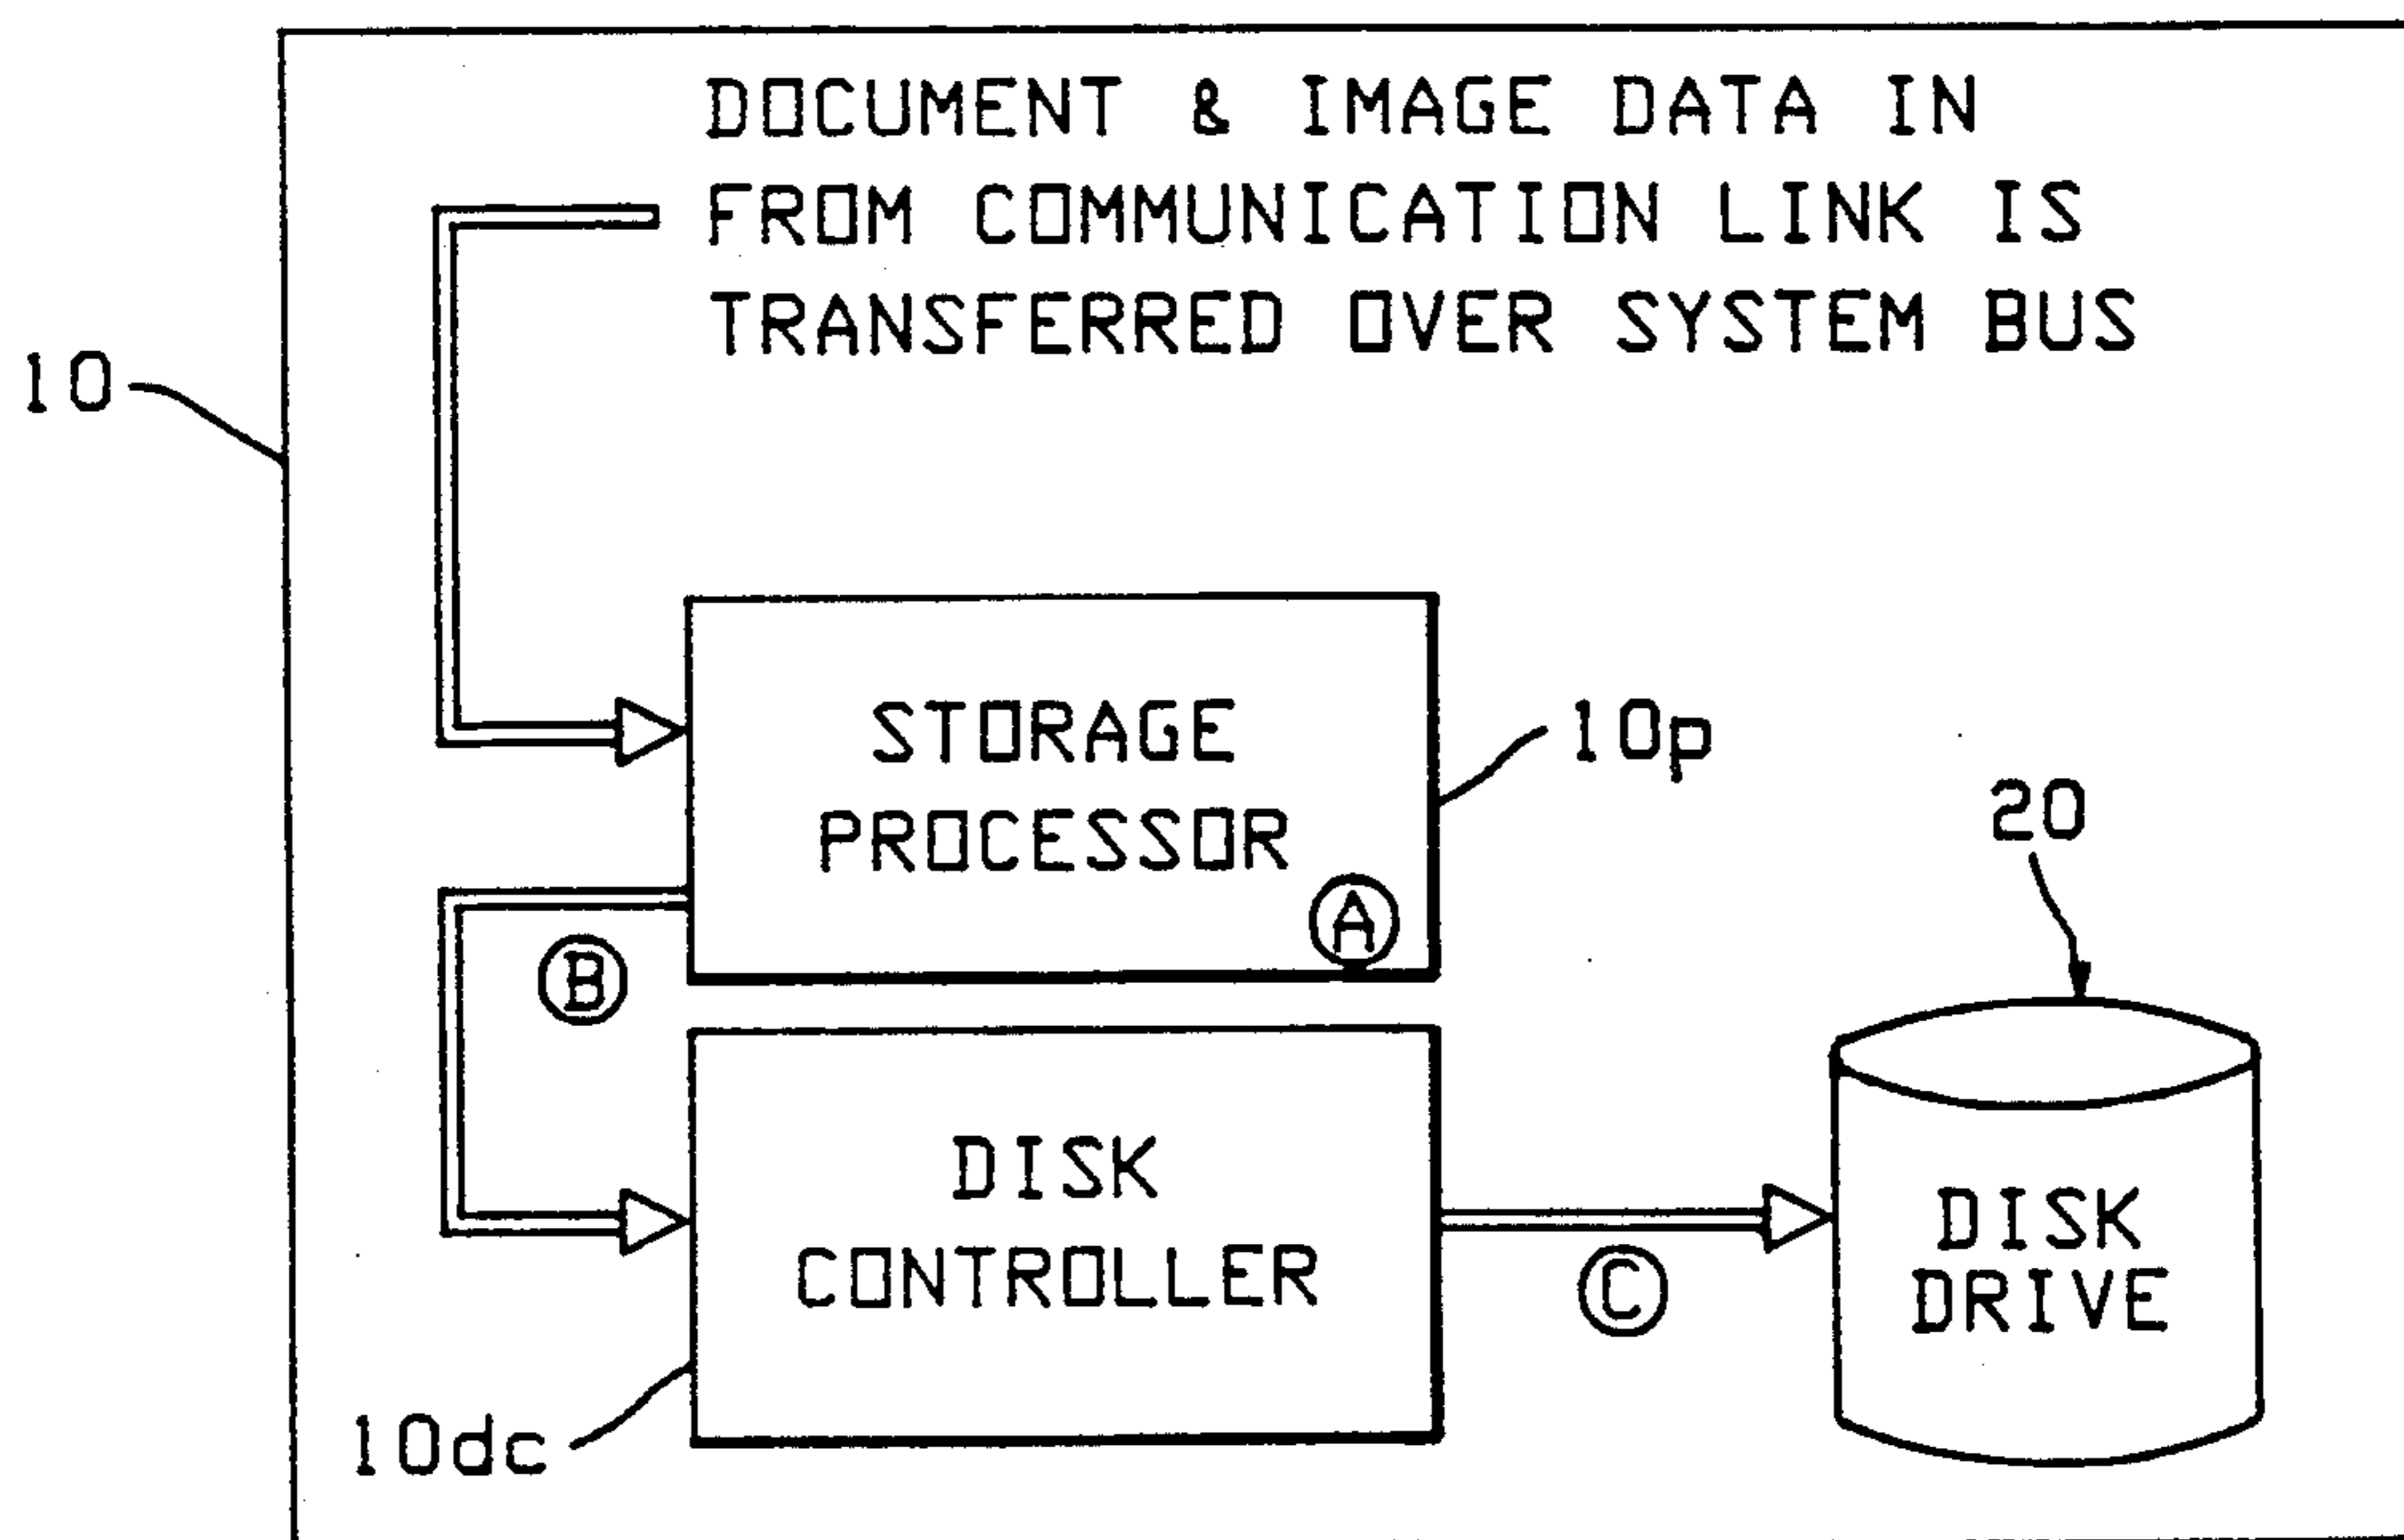 DOCUMENT & IMAGE DATA IN
FROM COMMUNICATION LINK IS
TRANSFERRED OVER SYSTEM BUS
10
STORAGE
PROCESSOR
10p
A
20
B
DISK
CONTROLLER
C
DISK
DRIVE
10dc